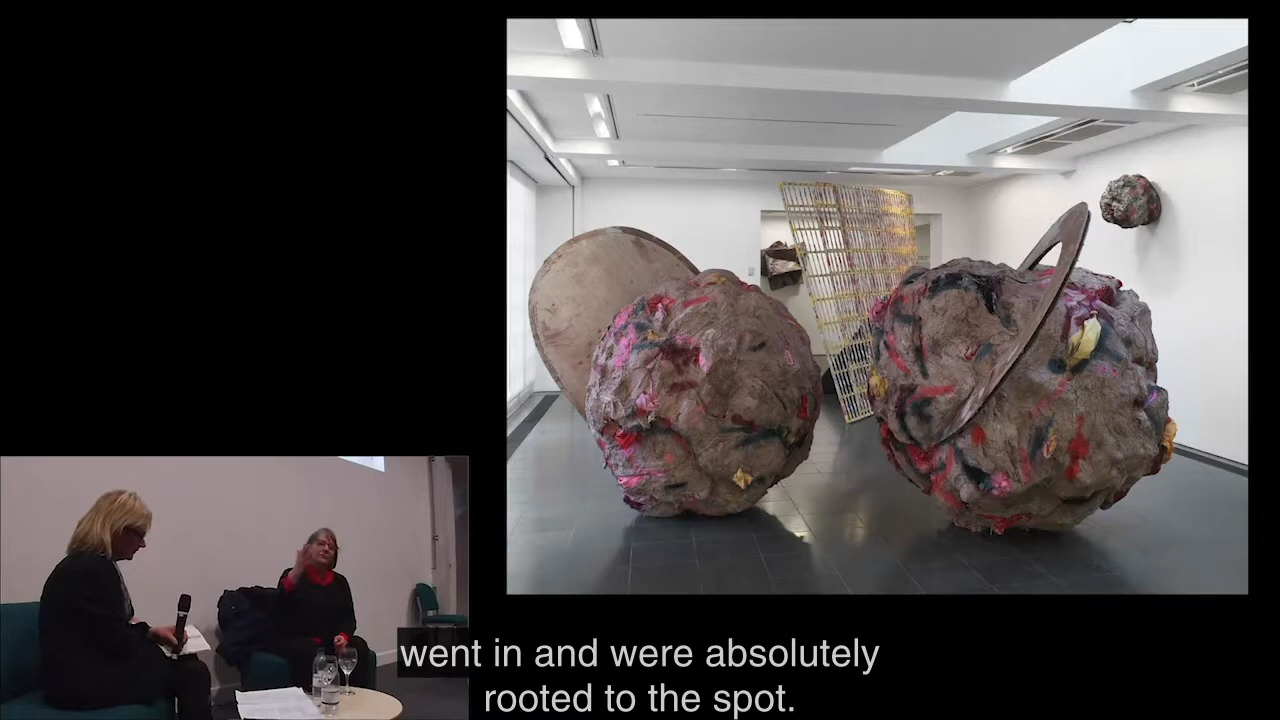 went in and were absolutely
rooted to the spot.